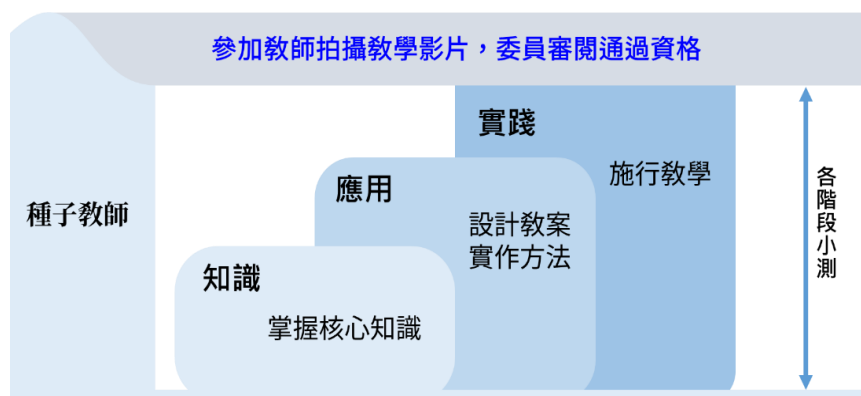 參加教師拍攝教學影片，委員審閱通過資格
種子教師
實踐
施行教學
應用
設計教案
實作方法
知識
掌握核心知識
各階段小測